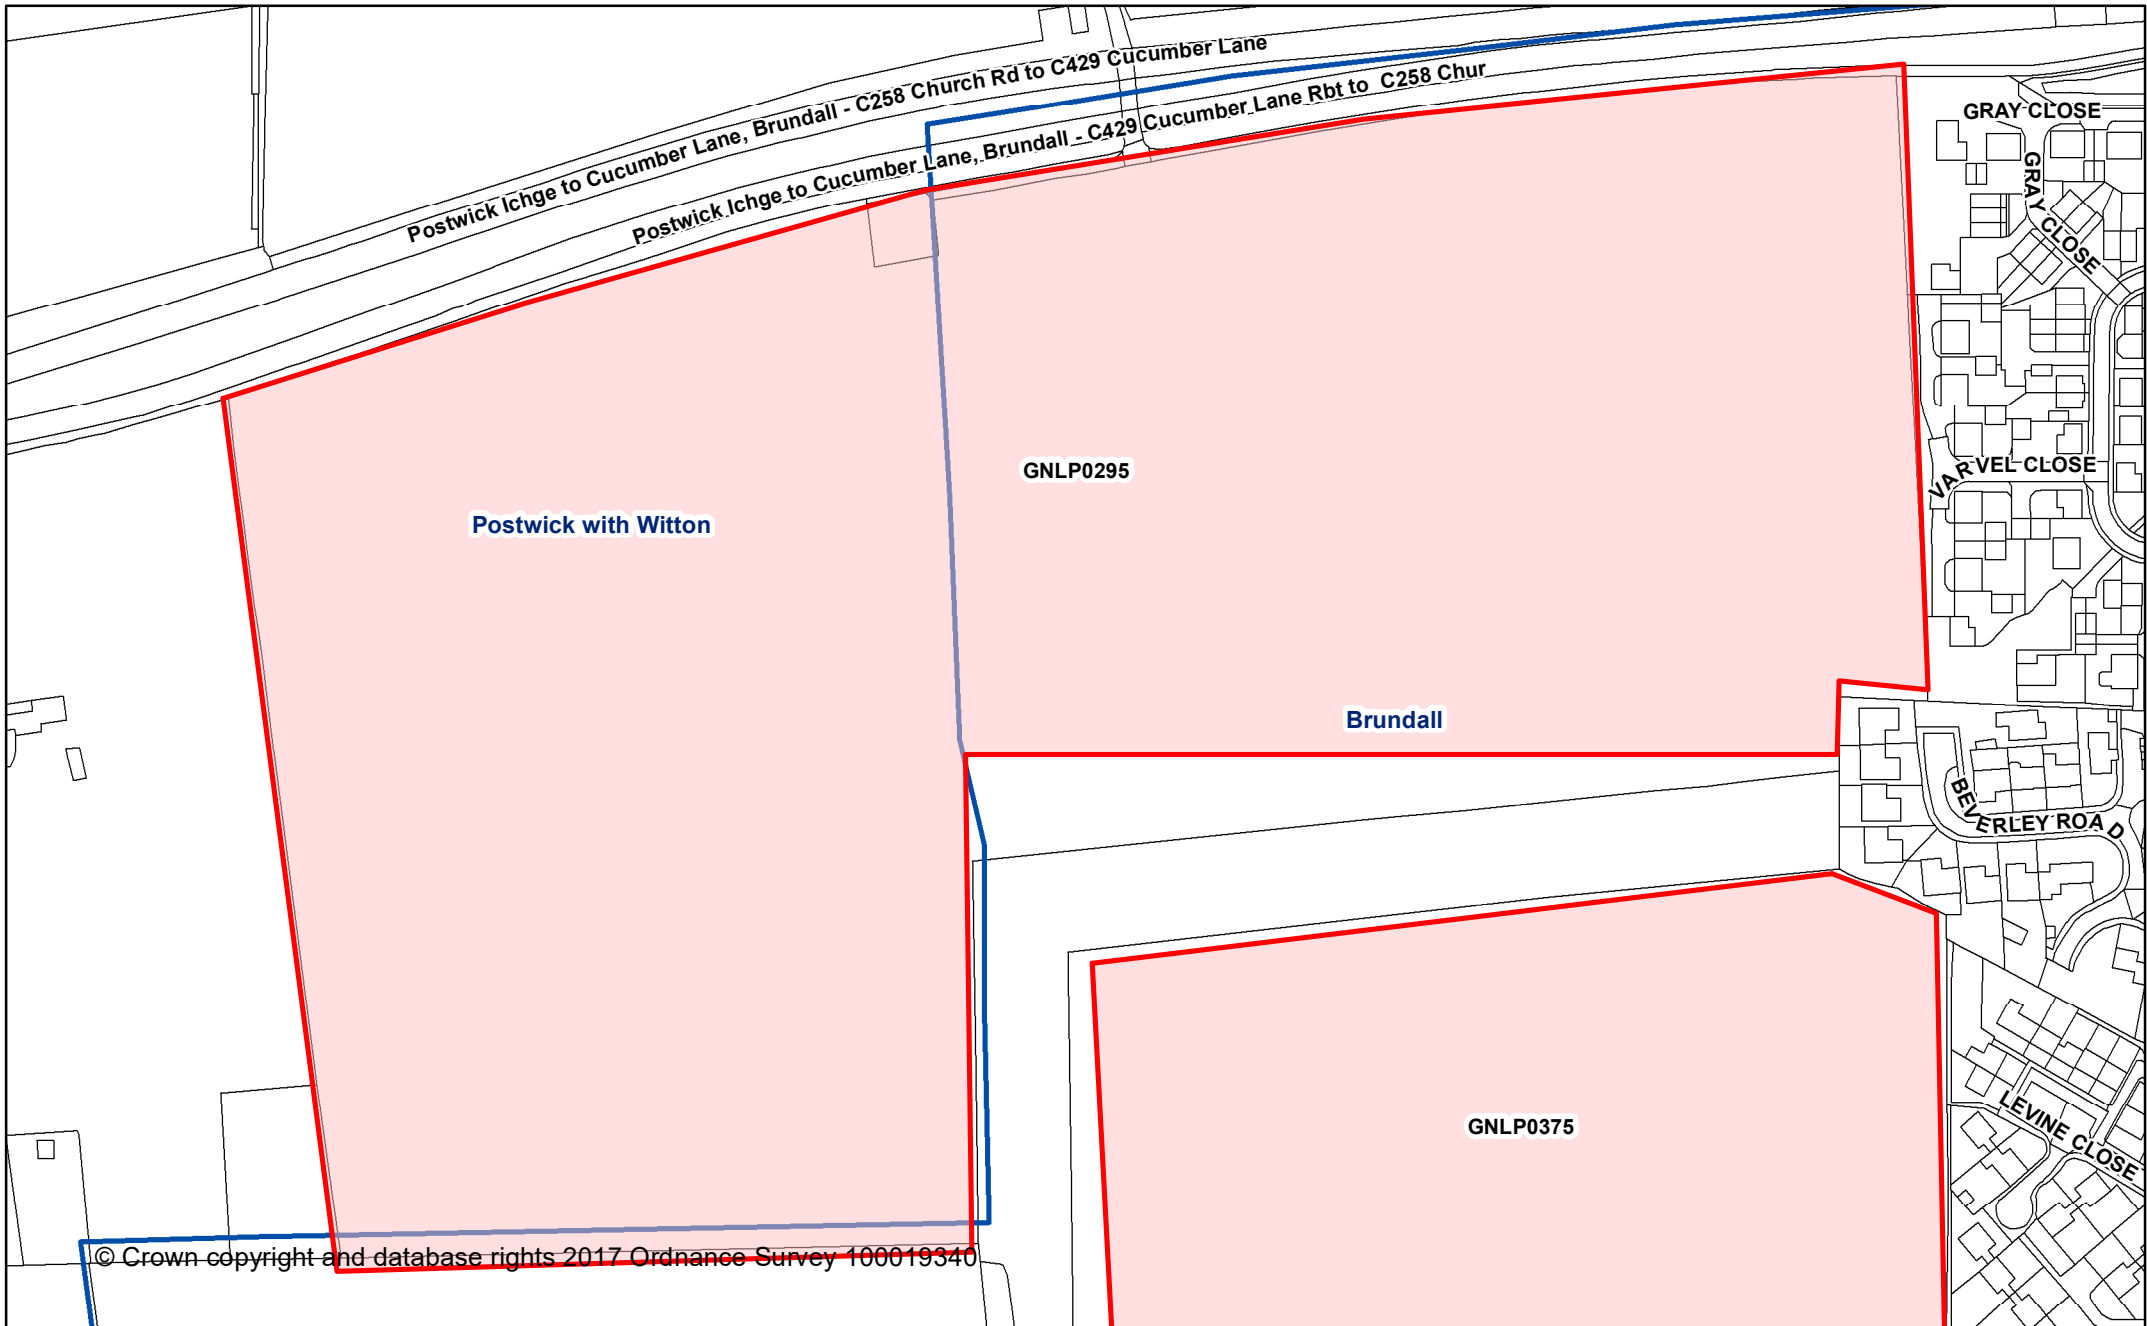 Postwick Ichge to Cucumber Lane, Brundall - C258 Church Rd to C429 Cucumber Lane
Postwick Ichge to Cucumber Lane, Brundall - C429 Cucumber Lane Rbt to C258 Chur
GRAY CLOSE
GRAY CLOSE
GNLP0295
VARVEL CLOSE
Postwick with Witton
Brundall
BEVERLEY ROAD
GNLP0375
LEVINE CLOSE
© Crown copyright and database rights 2017 Ordnance Survey 100019340